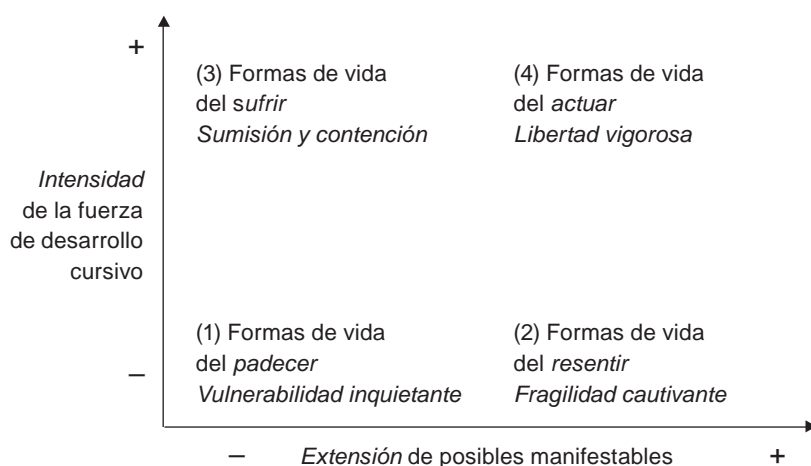 +
(3) Formas de vida
del sufrir
Sumisión y contención
(4) Formas de vida
del actuar
Libertad vigorosa
Intensidad
de la fuerza
de desarrollo
cursivo
(1) Formas de vida
del padecer
Vulnerabilidad inquietante
(2) Formas de vida
del resentir
Fragilidad cautivante
–
– Extensión de posibles manifestables +